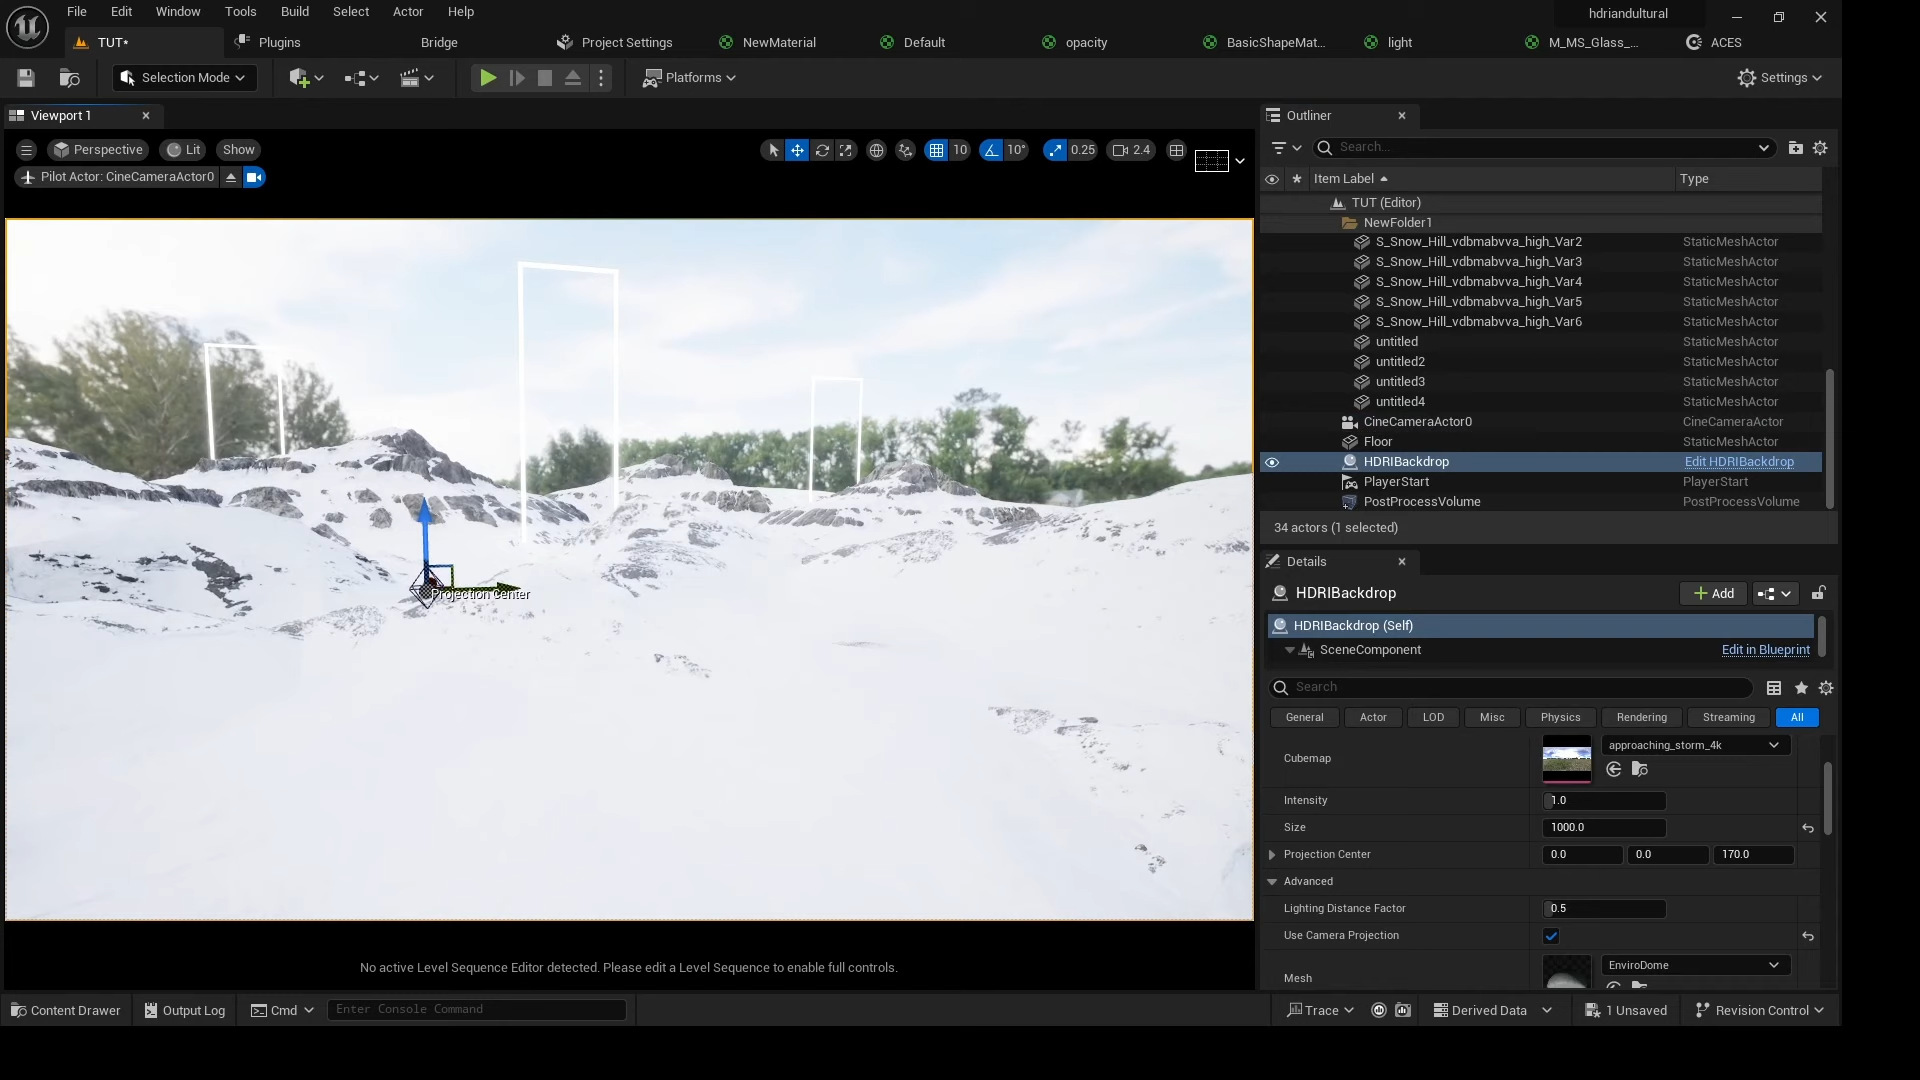 File Edit Window Tools Build Select Actor Help hdriandultural
TUT* Plugins Bridge Project Settings NewMaterial Default opacity BasicShapeMat... light M_MS_Glass_... ACES
Selection Mode Platforms Settings
Viewport 1
Perspective Lit Show 10 10° 0.25 2.4
Pilot Actor: CineCameraActor0
Projection Center
No active Level Sequence Editor detected. Please edit a Level Sequence to enable full controls.
Outliner
Search...
Item Label Type
TUT (Editor)
NewFolder1
S_Snow_Hill_vdbmabvva_high_Var2 StaticMeshActor
S_Snow_Hill_vdbmabvva_high_Var3 StaticMeshActor
S_Snow_Hill_vdbmabvva_high_Var4 StaticMeshActor
S_Snow_Hill_vdbmabvva_high_Var5 StaticMeshActor
S_Snow_Hill_vdbmabvva_high_Var6 StaticMeshActor
untitled StaticMeshActor
untitled2 StaticMeshActor
untitled3 StaticMeshActor
untitled4 StaticMeshActor
CineCameraActor0 CineCameraActor
Floor StaticMeshActor
HDRIBackdrop Edit HDRIBackdrop
PlayerStart PlayerStart
PostProcessVolume PostProcessVolume
34 actors (1 selected)
Details
HDRIBackdrop Add
HDRIBackdrop (Self)
SceneComponent Edit in Blueprint
Search
General Actor LOD Misc Physics Rendering Streaming All
Cubemap approaching_storm_4k
Intensity 1.0
Size 1000.0
Projection Center 0.0 0.0 170.0
Advanced
Lighting Distance Factor 0.5
Use Camera Projection
Mesh EnviroDome
Content Drawer Output Log Cmd Enter Console Command Trace Derived Data 1 Unsaved Revision Control